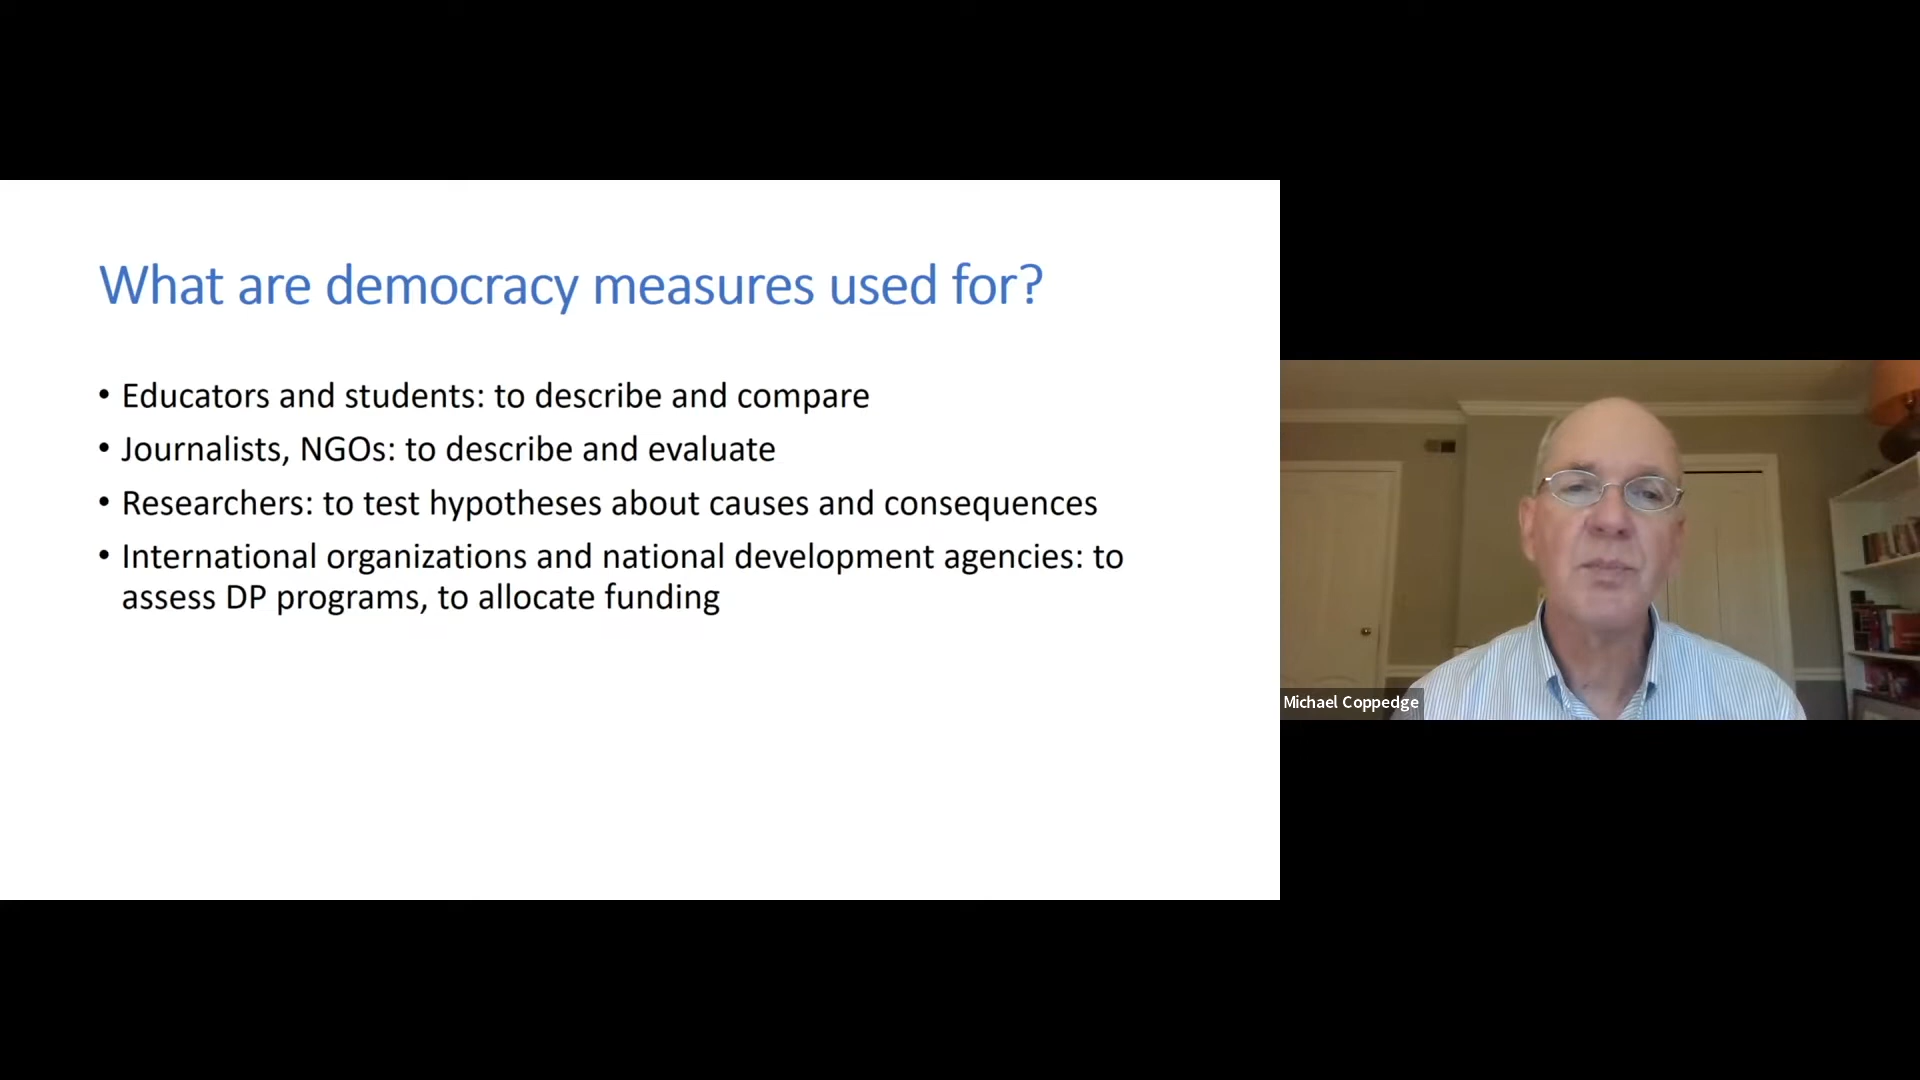 What are democracy measures used for?
• Educators and students: to describe and compare
• Journalists, NGOs: to describe and evaluate
• Researchers: to test hypotheses about causes and consequences
• International organizations and national development agencies: to
assess DP programs, to allocate funding
Michael Coppedge